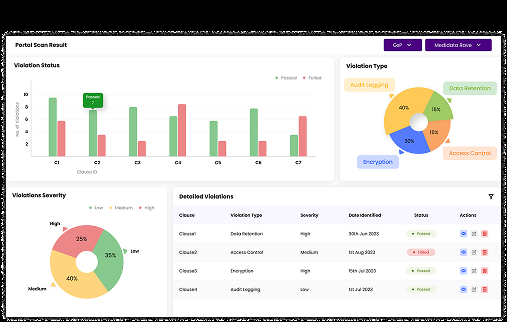 Portal Scan Result
GxP
Medidata Rave
Violation Status
Passed Failed
No. of Violations
10
8
6
4
2
Passed
7
C1 C2 C3 C4 C5 C6 C7
Clause ID
Violation Type
Audit Logging
Data Retention
40%
15%
15%
30%
Encryption
Access Control
Violations Severity
Low Medium High
High
25%
35%
Low
40%
Medium
Detailed Violations
Clause Violation Type Severity Date Identified Status Actions
Clause1 Data Retention High 30th Jun 2023 Passed
Clause2 Access Control Medium 1st Aug 2023 Failed
Clause3 Encryption High 15th Jul 2023 Passed
Clause4 Audit Logging Low 1st Jul 2023 Passed